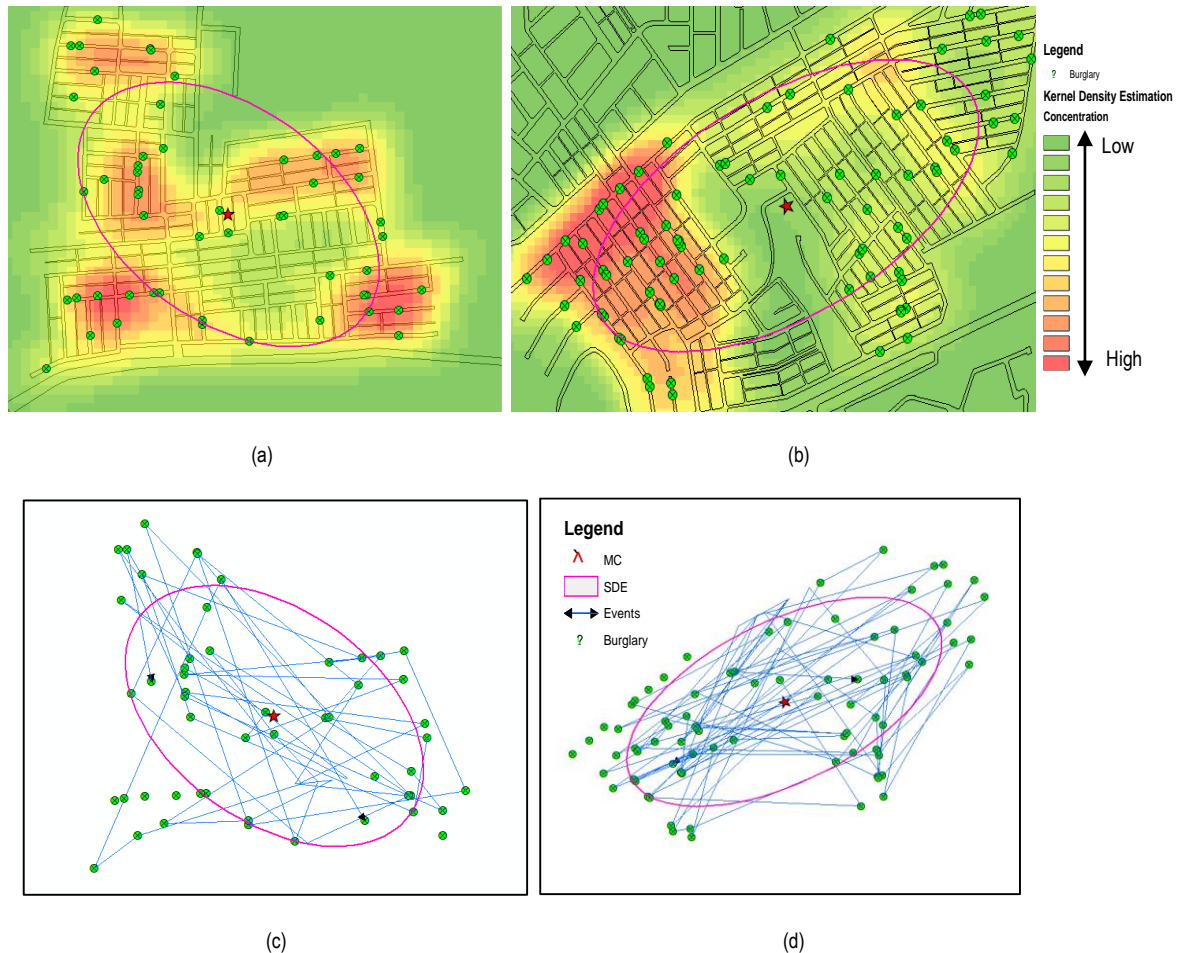 Legend
? Burglary
Kernel Density Estimation
Concentration
Low
High
(a)
(b)
Legend
MC
SDE
Events
? Burglary
(c)
(d)